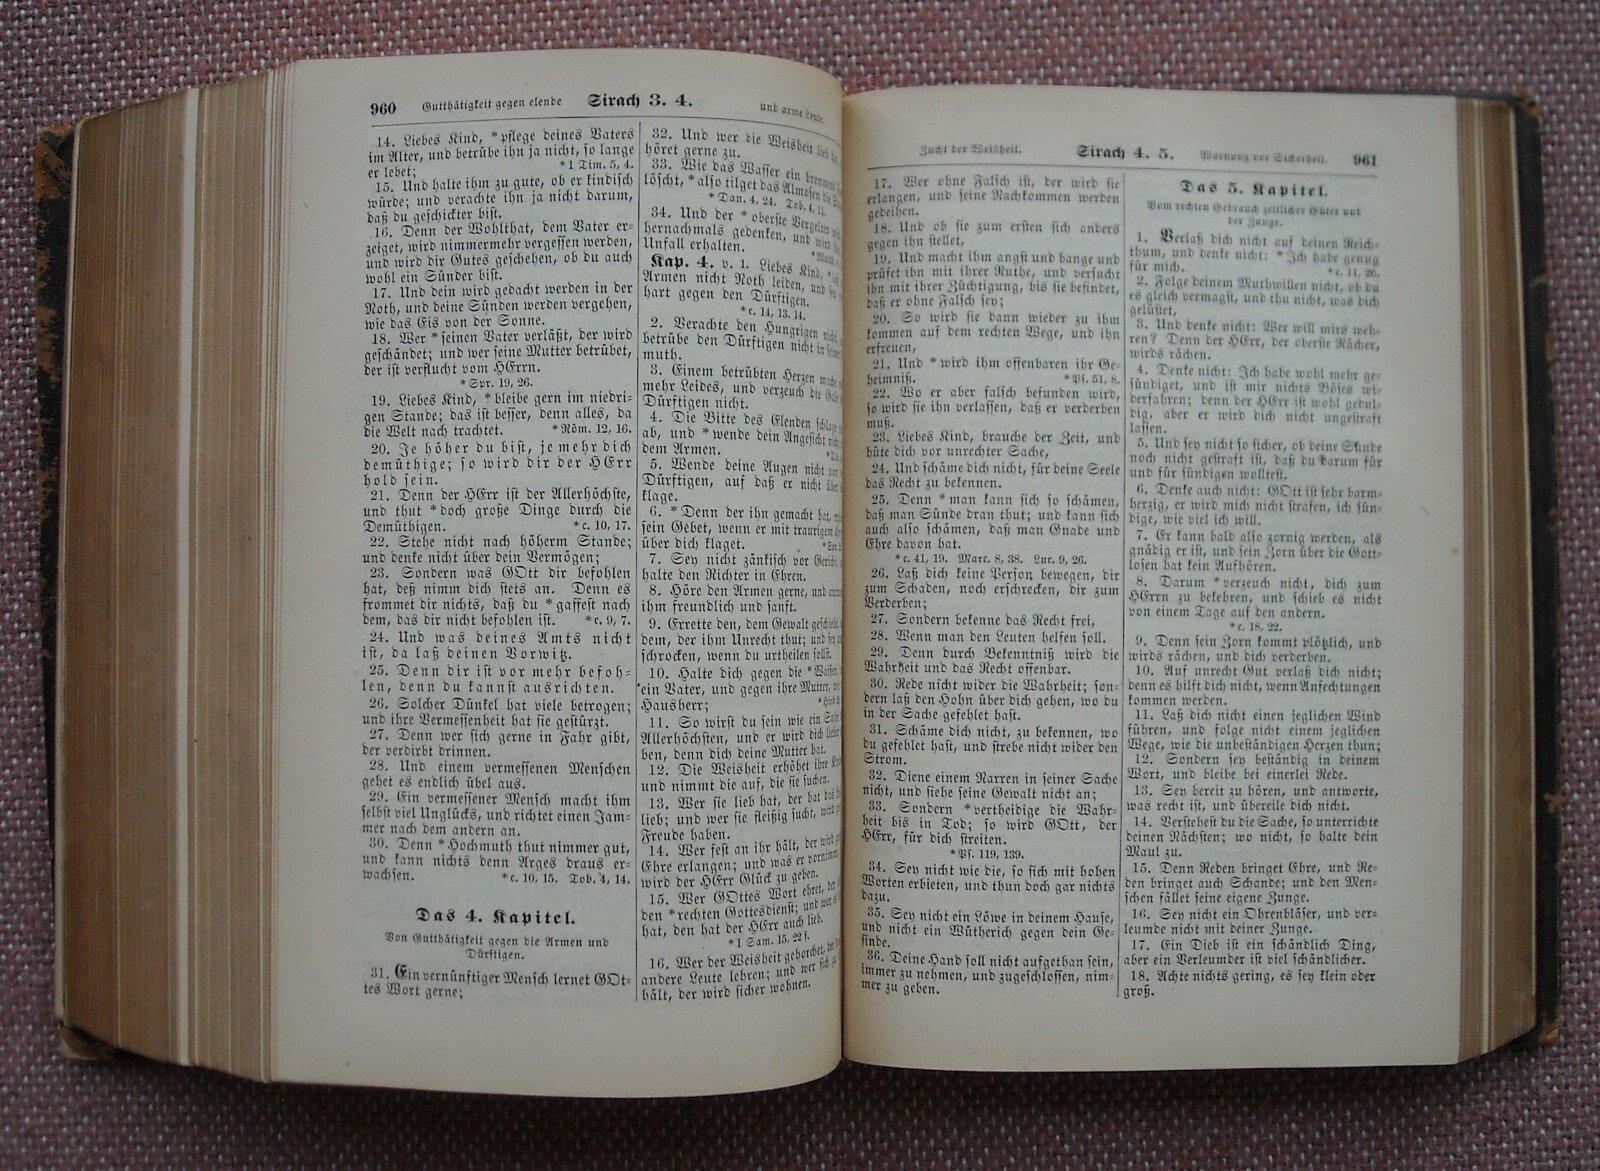 960 Gutthätigkeit gegen elende Sirach 3. 4. und arme Leute.
14. Liebes Kind, * pflege deines Vaters
im Alter, und betrübe ihn ja nicht, so lange
er lebet; *1 Tim. 5, 4.
15. Und halte ihm zu gute, ob er kindisch
würde; und verachte ihn ja nicht darum,
daß du geschickter bist.
16. Denn der Wohlthat, dem Vater er-
zeiget, wird nimmermehr vergessen werden,
und wird dir Gutes geschehen, ob du auch
wohl ein Sünder bist.
17. Und dein wird gedacht werden in der
Noth, und deine Sünden werden vergehen,
wie das Eis von der Sonne.
18. Wer * seinen Vater verläßt, der wird
geschändet; und wer seine Mutter betrübet,
der ist verflucht vom HErrn.
*Spr. 19, 26.
19. Liebes Kind, * bleibe gern im niedri-
gen Stande; das ist besser, denn alles, da
die Welt nach trachtet. *Röm. 12, 16.
20. Je höher du bist, je mehr dich
demüthige; so wird dir der HErr
hold sein.
21. Denn der HErr ist der Allerhöchste,
und thut * doch große Dinge durch die
Demüthigen. *c. 10, 17.
22. Stehe nicht nach höherm Stande;
und denke nicht über dein Vermögen;
23. Sondern was GOtt dir befohlen
hat, deß nimm dich stets an. Denn es
frommet dir nichts, daß du * gaffest nach
dem, das dir nicht befohlen ist. *c. 9, 7.
24. Und was deines Amts nicht
ist, da laß deinen Vorwitz.
25. Denn dir ist vor mehr befoh-
len, denn du kannst ausrichten.
26. Solcher Dünkel hat viele betrogen;
und ihre Vermessenheit hat sie gestürzt.
27. Denn wer sich gerne in Fahr gibt,
der verdirbt drinnen.
28. Und einem vermessenen Menschen
gehet es endlich übel aus.
29. Ein vermessener Mensch macht ihm
selbst viel Unglücks, und richtet einen Jam-
mer nach dem andern an.
30. Denn * Hochmuth thut nimmer gut,
und kann nichts denn Arges draus er-
wachsen. *c. 10, 15. Tob. 4, 14.
Das 4. Kapitel.
Von Gutthätigkeit gegen die Armen und
Dürftigen.
31. Ein vernünftiger Mensch lernet GOt-
tes Wort gerne;
32. Und wer die Weisheit lieb hat,
höret gerne zu.
33. Wie das Wasser ein brennend
löscht, * also tilget das Almosen die
* Dan. 4, 24. Tob. 4, 11.
34. Und der * oberste Vergelter
hernachmals gedenken, und wird
Unfall erhalten.
Kap. 4. v. 1. Liebes Kind,
Armen nicht Noth leiden, und sei
hart gegen den Dürftigen.
*c. 14, 13. 14.
2. Verachte den Hungrigen nicht,
betrübe den Dürftigen nicht in seiner
muth.
3. Einem betrübten Herzen mache
mehr Leides, und verzeuch die Gabe
Dürftigen nicht.
4. Die Bitte des Elenden schlage
ab, und * wende dein Angesicht nicht
dem Armen.
5. Wende deine Augen nicht
Dürftigen, auf daß er nicht über
klage.
6. * Denn der ihn gemacht hat,
sein Gebet, wenn er mit traurigem
über dich klaget.
7. Sey nicht zänkisch vor Gericht,
halte den Richter in Ehren.
8. Höre den Armen gerne, und
ihm freundlich und sanft.
9. Errette den, dem Gewalt geschieht,
dem, der ihm Unrecht thut; und sey
schrocken, wenn du urtheilen sollst.
10. Halte dich gegen die * Waisen,
ein Vater, und gegen ihre Mutter,
Hausherr;
11. So wirst du sein wie ein Sohn
Allerhöchsten, und er wird dich lieber
ben, denn dich deine Mutter hat.
12. Die Weisheit erhöhet ihre
und nimmt die auf, die sie suchen.
13. Wer sie lieb hat, der hat das
lieb; und wer sie fleißig sucht, wird
Freude haben.
14. Wer fest an ihr hält, der wird
Ehre erlangen; und was er vornimmt,
wird der HErr Glück zu geben.
15. Wer GOttes Wort ehret, der
den * rechten Gottesdienst; und wer es
hat, den hat der HErr auch lieb.
*1 Sam. 15, 22 f.
16. Wer der Weisheit gehorchet, der
andere Leute lehren; und wer sich zu
hält, der wird sicher wohnen.
Zucht der Weisheit. Sirach 4. 5. Warnung vor Sicherheit. 961
17. Wer ohne Falsch ist, der wird sie
erlangen, und seine Nachkommen werden
gedeihen.
18. Und ob sie zum ersten sich anders
gegen ihn stellet,
19. Und macht ihm angst und bange und
prüfet ihn mit ihrer Ruthe, und versucht
ihn mit ihrer Züchtigung, bis sie befindet,
daß er ohne Falsch sey;
20. So wird sie dann wieder zu ihm
kommen auf dem rechten Wege, und ihn
erfreuen,
21. Und * wird ihm offenbaren ihr Ge-
heimniß. *Ps. 51, 8.
22. Wo er aber falsch befunden wird,
so wird sie ihn verlassen, daß er verderben
muß.
23. Liebes Kind, brauche der Zeit, und
hüte dich vor unrechter Sache,
24. Und schäme dich nicht, für deine Seele
das Recht zu bekennen.
25. Denn * man kann sich so schämen,
daß man Sünde dran thut; und kann sich
auch also schämen, daß man Gnade und
Ehre davon hat.
*c. 41, 19. Marc. 8, 38. Luc. 9, 26.
26. Laß dich keine Person bewegen, dir
zum Schaden, noch erschrecken, dir zum
Verderben;
27. Sondern bekenne das Recht frei,
28. Wenn man den Leuten helfen soll.
29. Denn durch Bekenntniß wird die
Wahrheit und das Recht offenbar.
30. Rede nicht wider die Wahrheit; son-
dern laß den Hohn über dich gehen, wo du
in der Sache gefehlet hast.
31. Schäme dich nicht, zu bekennen, wo
du gefehlet hast, und strebe nicht wider den
Strom.
32. Diene einem Narren in seiner Sache
nicht, und siehe seine Gewalt nicht an;
33. Sondern * vertheidige die Wahr-
heit bis in Tod; so wird GOtt, der
HErr, für dich streiten.
*Ps. 119, 139.
34. Sey nicht wie die, so sich mit hohen
Worten erbieten, und thun doch gar nichts
dazu.
35. Sey nicht ein Löwe in deinem Hause,
und nicht ein Wütherich gegen dein Ge-
sinde.
36. Deine Hand soll nicht aufgethan sein,
immer zu nehmen, und zugeschlossen, nim-
mer zu geben.
Das 5. Kapitel.
Vom rechten Gebrauch zeitlicher Güter und
der Zunge.
1. Verlaß dich nicht auf deinen Reich-
thum, und denke nicht: * Ich habe genug
für mich. *c. 11, 26.
2. Folge deinem Muthwillen nicht, ob du
es gleich vermagst, und thu nicht, was dich
gelüstet,
3. Und denke nicht: Wer will mirs weh-
ren? Denn der HErr, der oberste Rächer,
wirds rächen.
4. Denke nicht: Ich habe wohl mehr ge-
sündiget, und ist mir nichts Böses wi-
derfahren; denn der HErr ist wohl gedul-
dig, aber er wird dich nicht ungestraft
lassen.
5. Und sey nicht so sicher, ob deine Sünde
noch nicht gestraft ist, daß du darum für
und für sündigen wolltest.
6. Denke auch nicht: GOtt ist sehr barm-
herzig, er wird mich nicht strafen, ich sün-
dige, wie viel ich will.
7. Er kann bald also zornig werden, als
gnädig er ist, und sein Zorn über die Gott-
losen hat kein Aufhören.
8. Darum * verzeuch nicht, dich zum
HErrn zu bekehren, und schieb es nicht
von einem Tage auf den andern.
*c. 18, 22.
9. Denn sein Zorn kommt plötzlich, und
wirds rächen, und dich verderben.
10. Auf unrecht Gut verlaß dich nicht;
denn es hilft dich nicht, wenn Anfechtungen
kommen werden.
11. Laß dich nicht einen jeglichen Wind
führen, und folge nicht einem jeglichen
Wege, wie die unbeständigen Herzen thun;
12. Sondern sey beständig in deinem
Wort, und bleibe bei einerlei Rede.
13. Sey bereit zu hören, und antworte,
was recht ist, und übereile dich nicht.
14. Verstehest du die Sache, so unterrichte
deinen Nächsten; wo nicht, so halte dein
Maul zu.
15. Denn Reden bringet Ehre, und Re-
den bringet auch Schande; und den Men-
schen fället seine eigene Zunge.
16. Sey nicht ein Ohrenbläser, und ver-
leumde nicht mit deiner Zunge.
17. Ein Dieb ist ein schändlich Ding,
aber ein Verleumder ist viel schändlicher.
18. Achte nichts gering, es sey klein oder
groß.